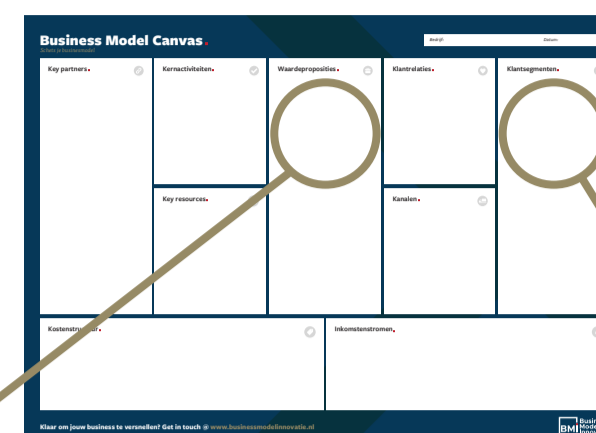 Business Model Canvas.
Schets je businessmodel
Bedrijf:
Datum:
Key partners.
Kernactiviteiten.
Waardeproposities.
Klantrelaties.
Klantsegmenten.
Key resources.
Kanalen.
Inkomstenstromen.
Klaar om jouw business te versnellen? Get in touch @ www.businessmodelinnovatie.nl
BMI